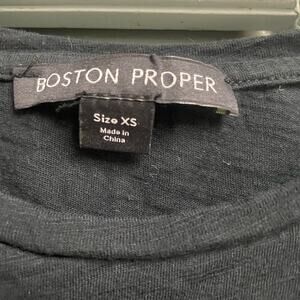 BOSTON PROPER
Size XS
Made in
China